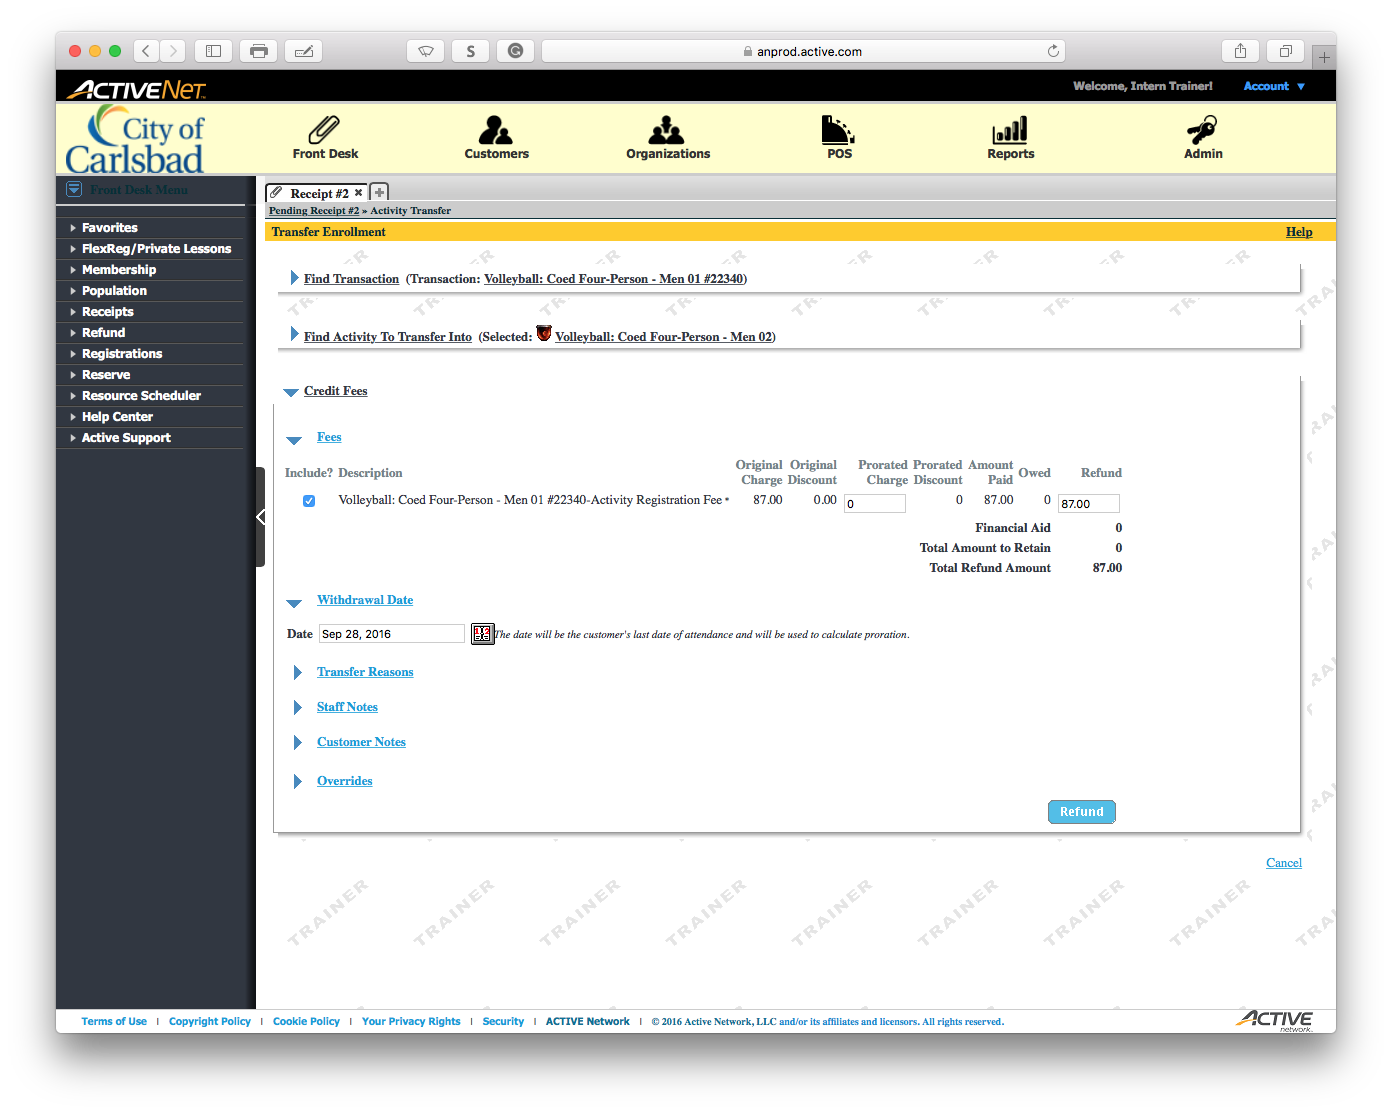 S
anprod.active.com
ACTIVENET
Welcome, Intern Trainer! Account
City of
Carlsbad
Front Desk Customers Organizations POS Reports Admin
Front Desk Menu
Favorites
FlexReg/Private Lessons
Membership
Population
Receipts
Refund
Registrations
Reserve
Resource Scheduler
Help Center
Active Support
Receipt #2
Pending Receipt #2 » Activity Transfer
Transfer Enrollment Help
Find Transaction (Transaction: Volleyball: Coed Four-Person - Men 01 #22340)
Find Activity To Transfer Into (Selected: Volleyball: Coed Four-Person - Men 02)
Credit Fees
Fees
Include? Description Original Charge Original Discount Prorated Charge Prorated Discount Amount Paid Owed Refund
Volleyball: Coed Four-Person - Men 01 #22340-Activity Registration Fee * 87.00 0.00 0 0 87.00 0 87.00
Financial Aid 0
Total Amount to Retain 0
Total Refund Amount 87.00
Withdrawal Date
Date Sep 28, 2016 The date will be the customer's last date of attendance and will be used to calculate proration.
Transfer Reasons
Staff Notes
Customer Notes
Overrides
Refund
Cancel
TRAINER TRAINER TRAINER TRAINER TRAINER TRAINER TRAINER TRAINER
Terms of Use | Copyright Policy | Cookie Policy | Your Privacy Rights | Security | ACTIVE Network | © 2016 Active Network, LLC and/or its affiliates and licensors. All rights reserved.
ACTIVE
network